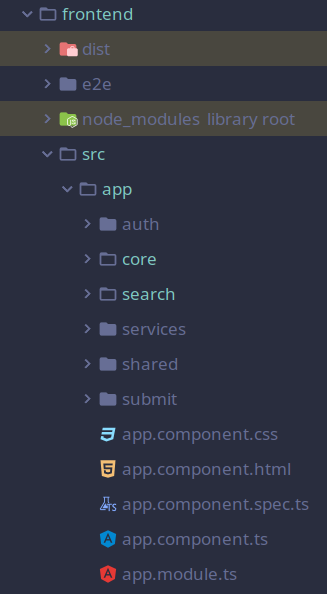 frontend
dist
e2e
node_modules library root
src
app
auth
core
search
services
shared
submit
app.component.css
app.component.html
app.component.spec.ts
app.component.ts
app.module.ts